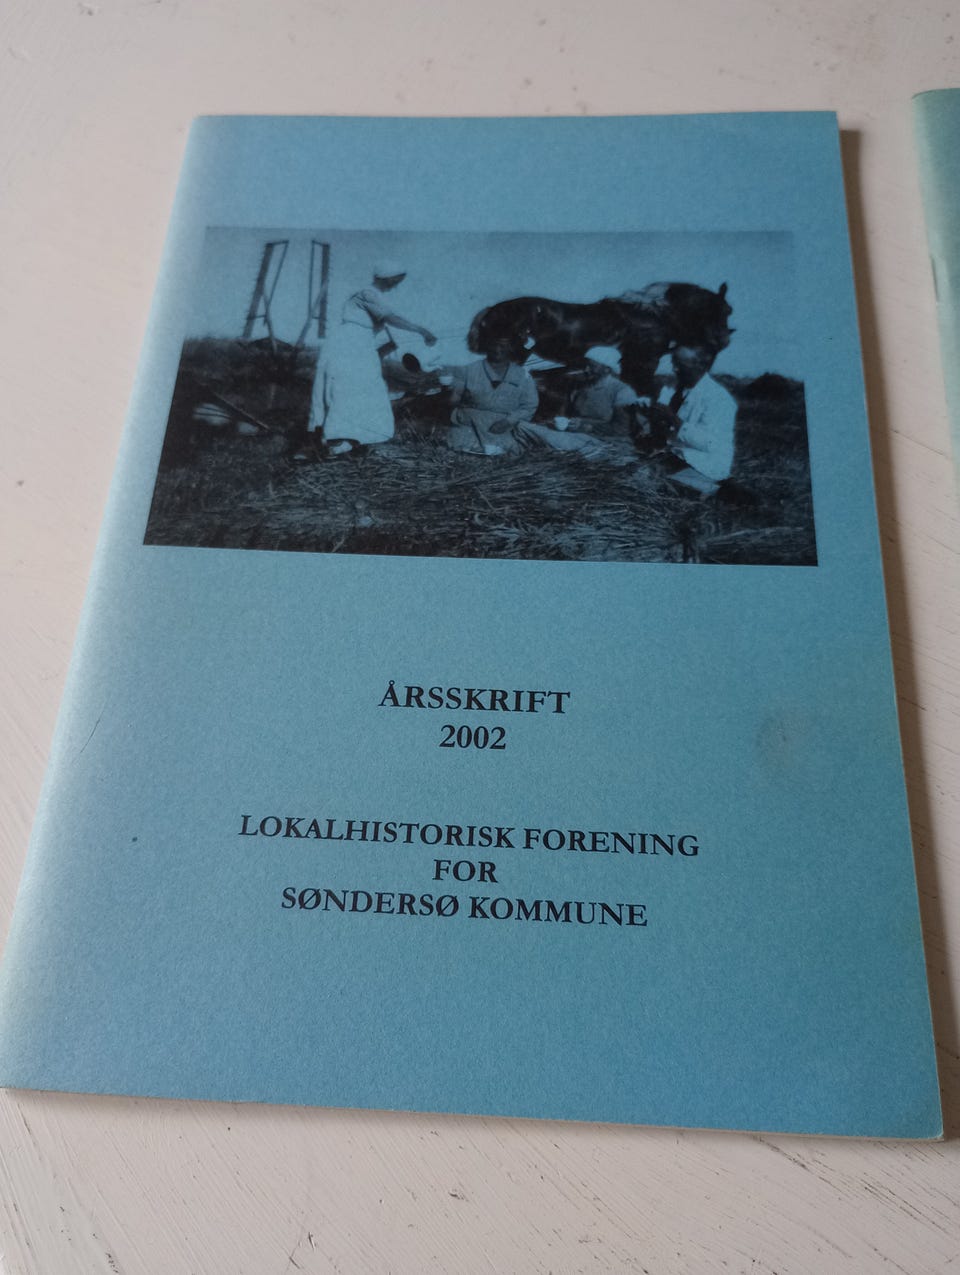 ÅRSSKRIFT
2002
LOKALHISTORISK FORENING
FOR
SØNDERSØ KOMMUNE